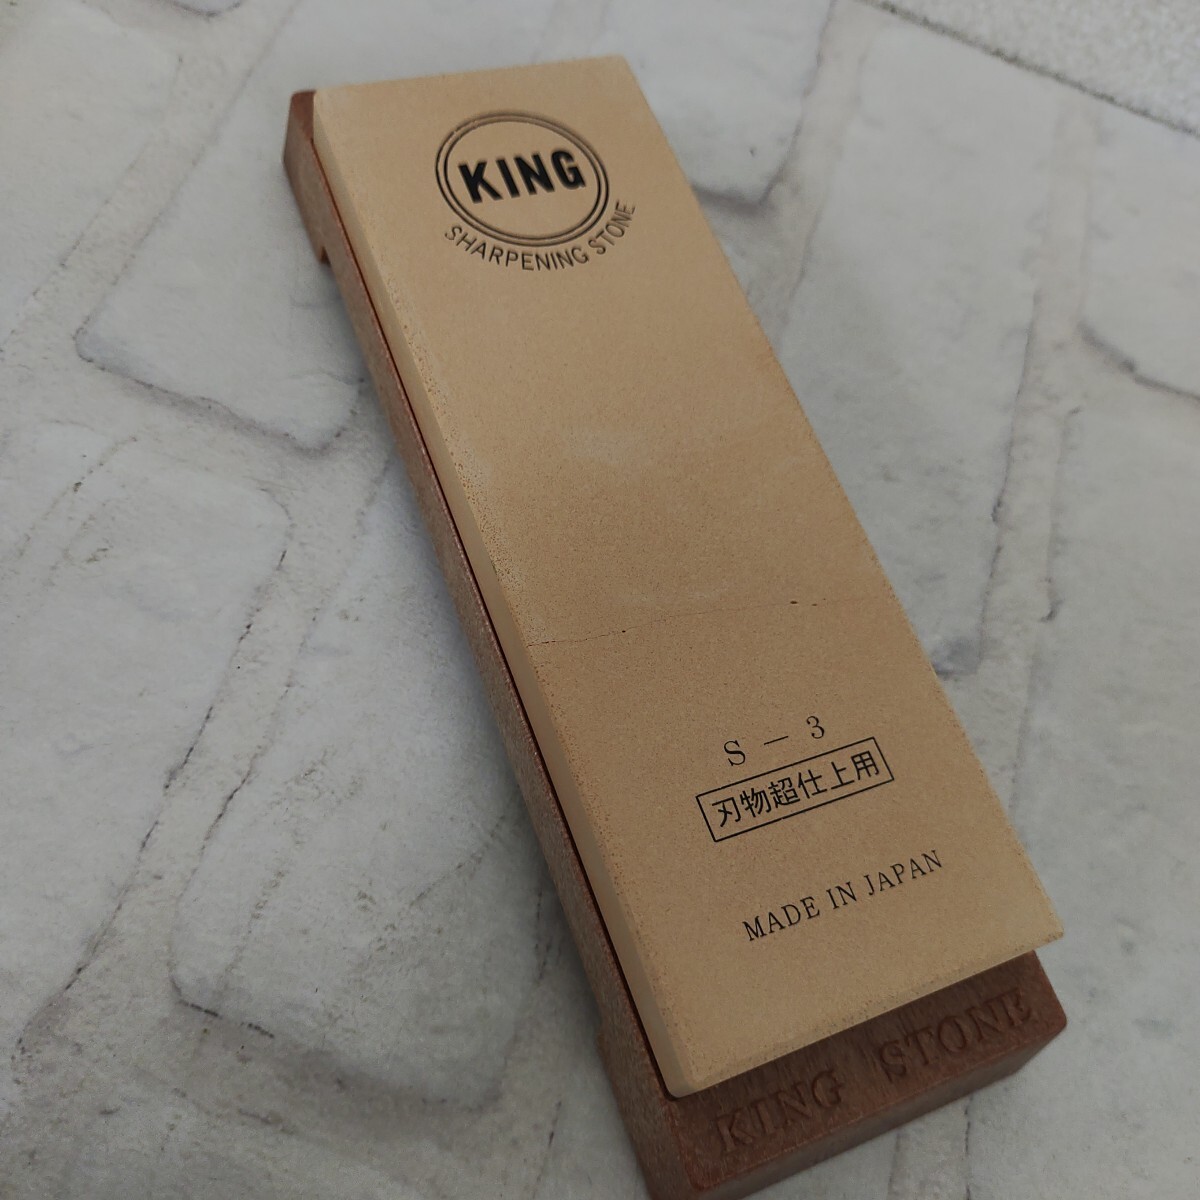 KING
SHARPENING STONE
S - 3
刃物超仕上用
MADE IN JAPAN
KING STONE